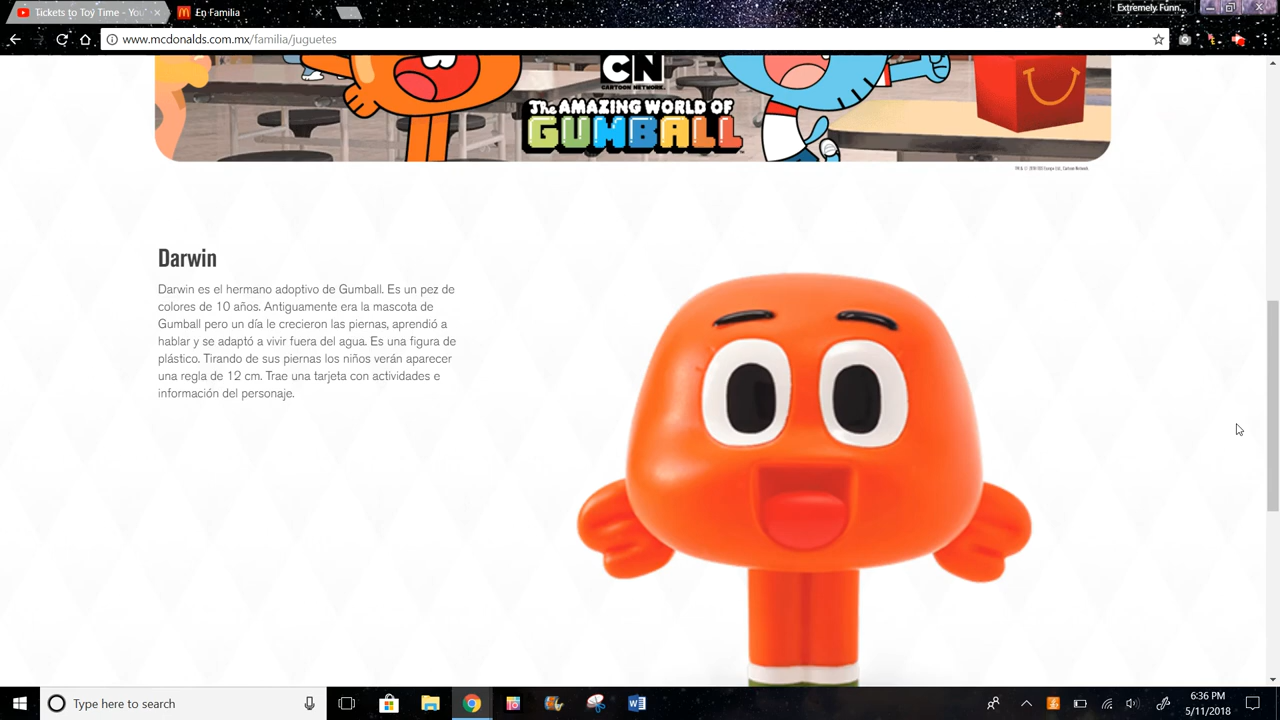 Tickets to Toy Time - You
En Familia
Extremely Funn...
www.mcdonalds.com.mx/familia/juguetes
CN
CARTOON NETWORK
The AMAZING WORLD OF
GUMBALL
Darwin
Darwin es el hermano adoptivo de Gumball. Es un pez de
colores de 10 años. Antiguamente era la mascota de
Gumball pero un día le crecieron las piernas, aprendió a
hablar y se adaptó a vivir fuera del agua. Es una figura de
plástico. Tirando de sus piernas los niños verán aparecer
una regla de 12 cm. Trae una tarjeta con actividades e
información del personaje.
Type here to search
6:36 PM
5/11/2018